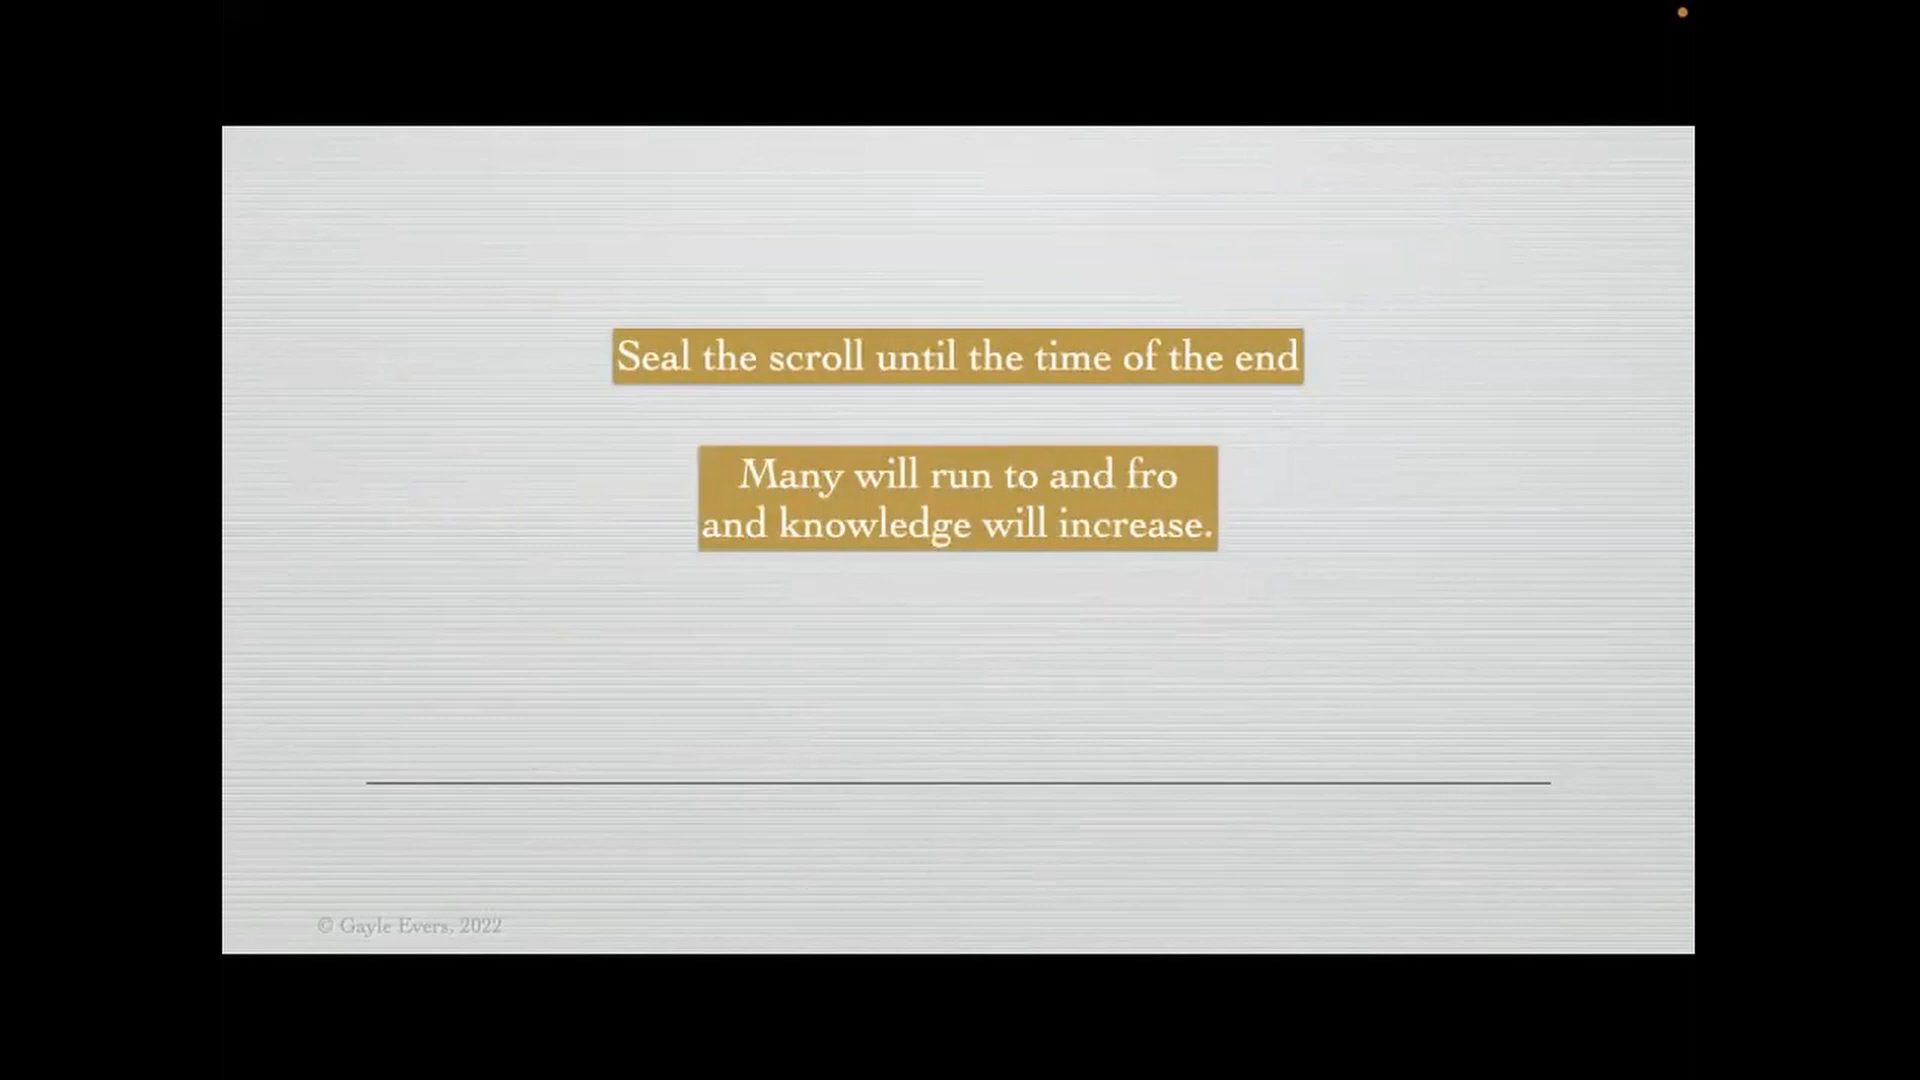 Seal the scroll until the time of the end
Many will run to and fro
and knowledge will increase.
© Gayle Evers, 2022